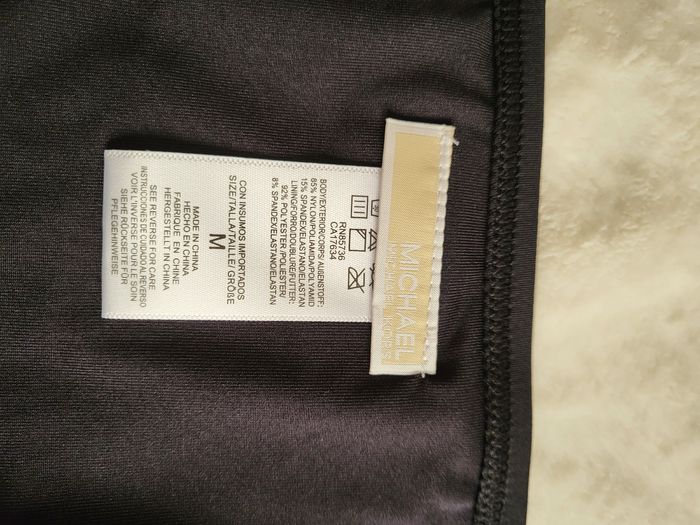 MICHAEL
MICHAEL KORS
RN85736
CA17634
BODY/EXTERIOR/CORPS/ AUßENSTOFF:
85% NYLON/POLIAMIDA/POLYAMID
15% SPANDEX/ELASTANO/ELASTAN
LINING/FORRO/DOUBLURE/FUTTER:
92% POLYESTER/POLIESTER/
8% SPANDEX/ELASTANO/ELASTAN
CON INSUMOS IMPORTADOS
SIZE/TALLA/TAILLE/ GRÖßE
M
MADE IN CHINA
HECHO EN CHINA
FABRIQUE EN CHINE
HERGESTELLT IN CHINA
SEE REVERSE FOR CARE
INSTRUCCIONES DE CUIDADO AL REVERSO
VOIR L'INVERSE POUR LE SOIN
SIEHE RÜCKSEITE FÜR
PFLEGEHINWEISE